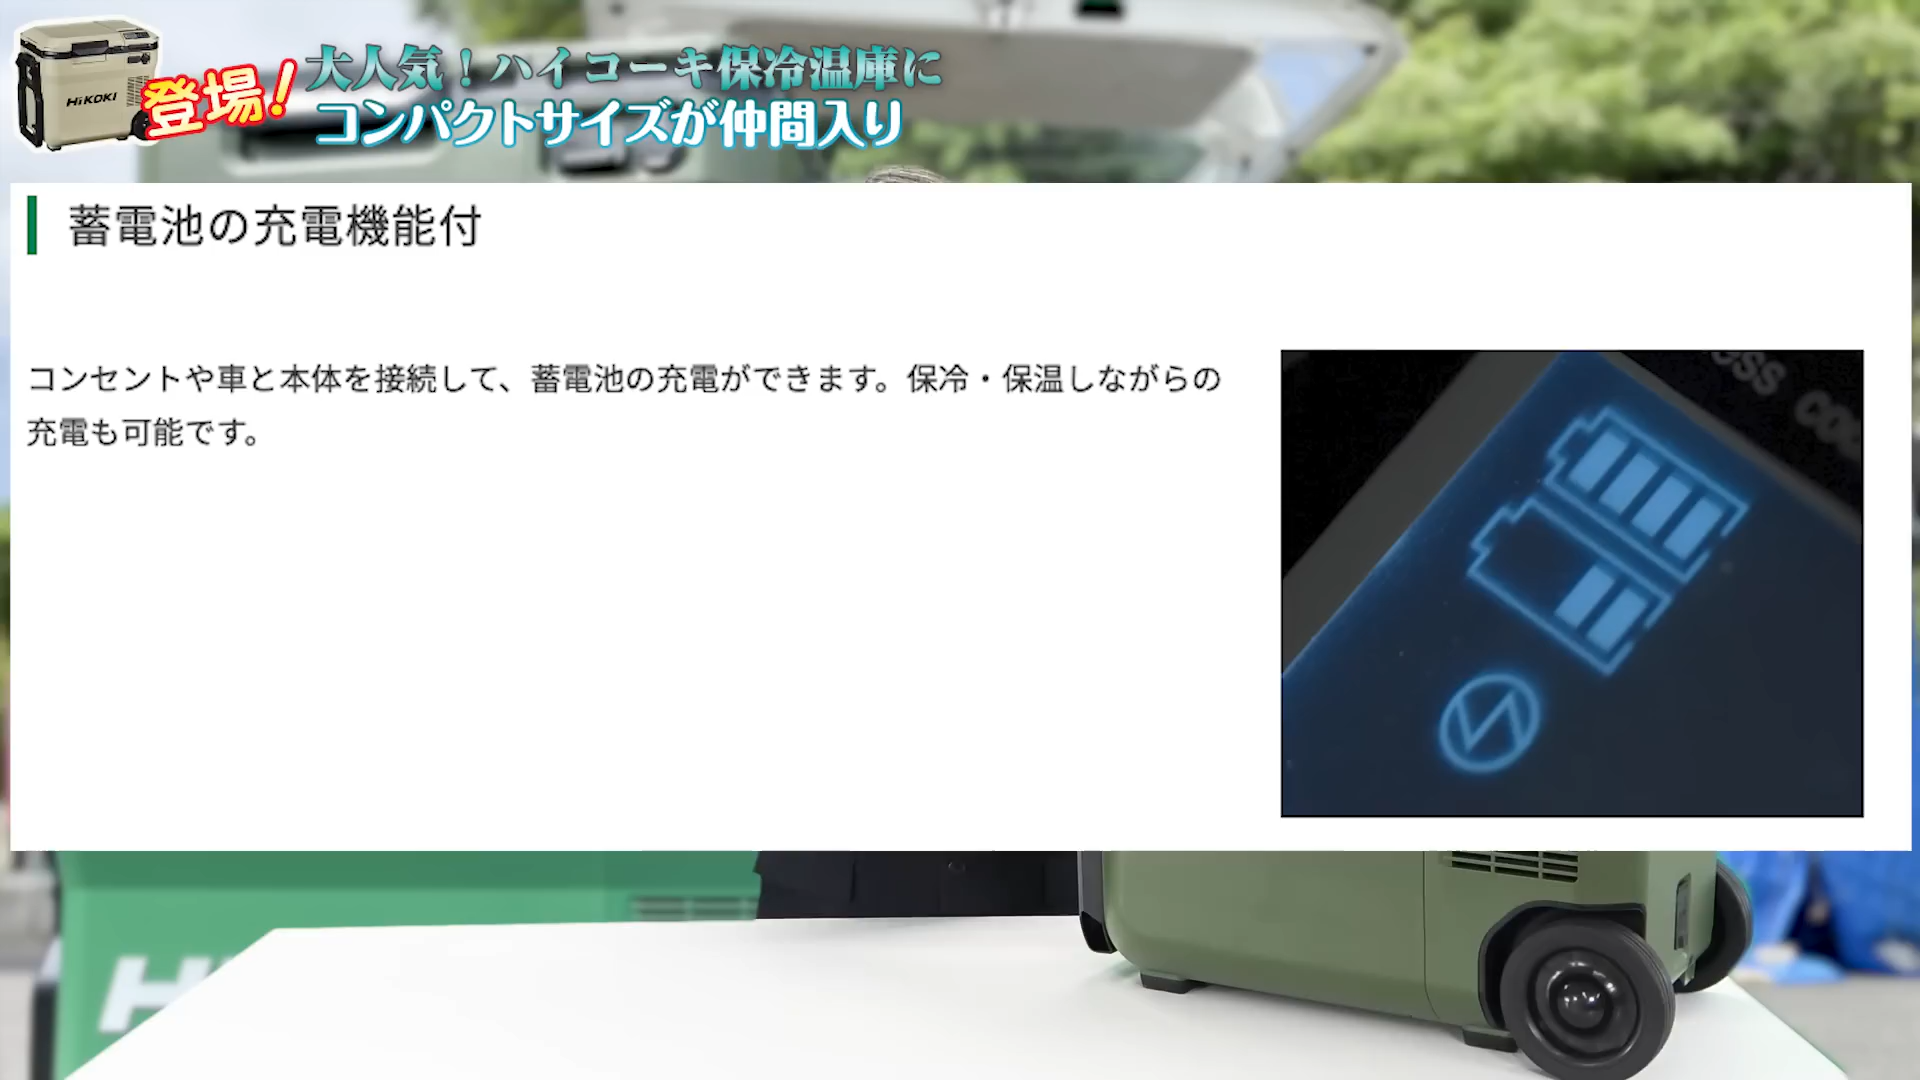 HiKOKI
登場!
大人気!ハイコーキ保冷温庫に
コンパクトサイズが仲間入り
蓄電池の充電機能付
コンセントや車と本体を接続して、蓄電池の充電ができます。保冷・保温しながらの
充電も可能です。